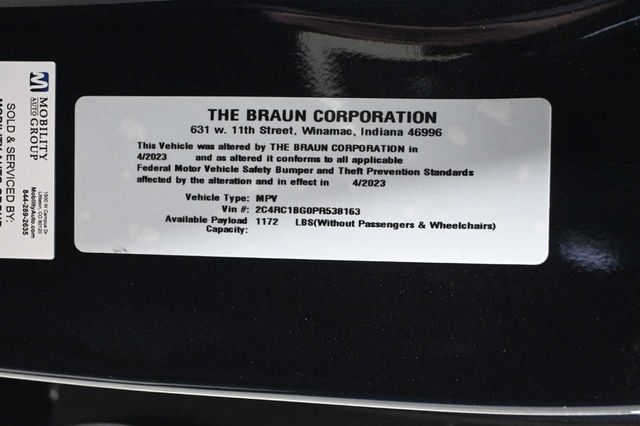 THE BRAUN CORPORATION
631 w. 11th Street, Winamac, Indiana 46996
This Vehicle was altered by THE BRAUN CORPORATION in
4/2023 and as altered it conforms to all applicable
Federal Motor Vehicle Safety Bumper and Theft Prevention Standards
affected by the alteration and in effect in 4/2023
Vehicle Type: MPV
Vin #: 2C4RC1BG0PR538163
Available Payload 1172 LBS(Without Passengers & Wheelchairs)
Capacity:
M MOBILITY
AUTO GROUP
SOLD & SERVICED BY:
Littleton, CO 80120
MobilityAuto.com
844-289-2635